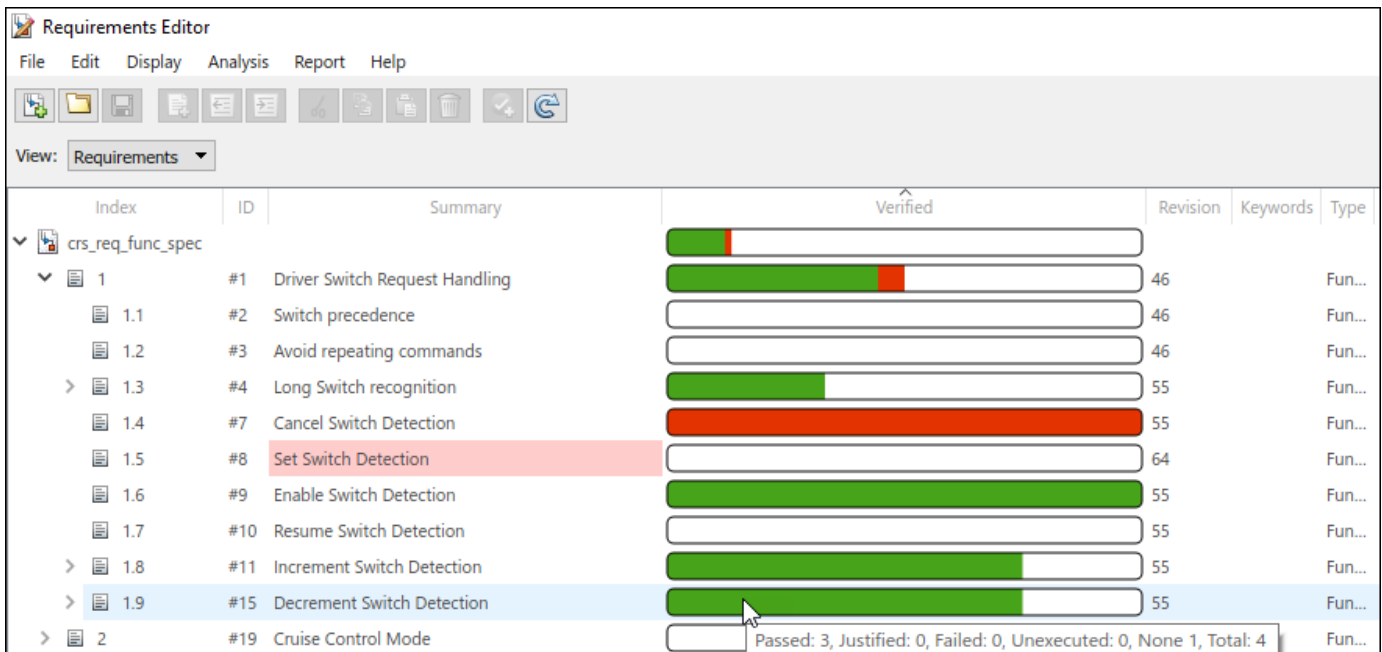 Requirements Editor
File Edit Display Analysis Report Help
View: Requirements
Index ID Summary Verified Revision Keywords Type
crs_req_func_spec
1 #1 Driver Switch Request Handling 46 Fun...
1.1 #2 Switch precedence 46 Fun...
1.2 #3 Avoid repeating commands 46 Fun...
1.3 #4 Long Switch recognition 55 Fun...
1.4 #7 Cancel Switch Detection 55 Fun...
1.5 #8 Set Switch Detection 64 Fun...
1.6 #9 Enable Switch Detection 55 Fun...
1.7 #10 Resume Switch Detection 55 Fun...
1.8 #11 Increment Switch Detection 55 Fun...
1.9 #15 Decrement Switch Detection 55 Fun...
2 #19 Cruise Control Mode Fun...
Passed: 3, Justified: 0, Failed: 0, Unexecuted: 0, None 1, Total: 4